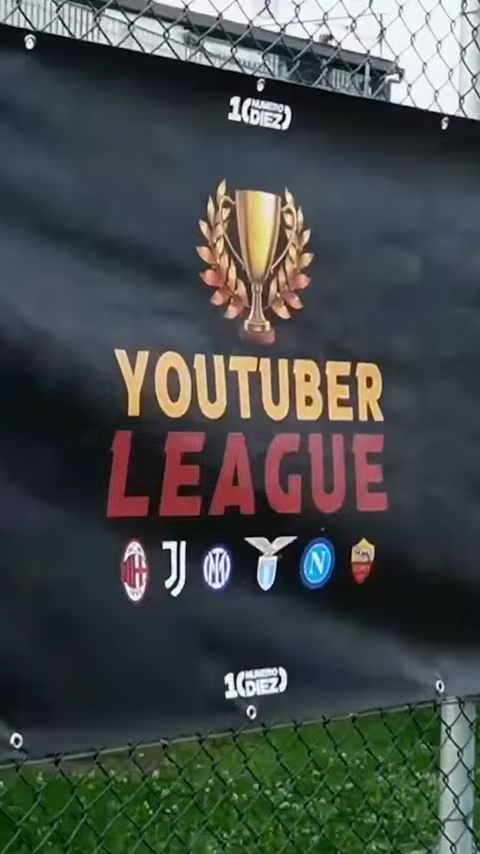 1(NUMERO
DIEZ)
YOUTUBER
LEAGUE
N
1(NUMERO
DIEZ)